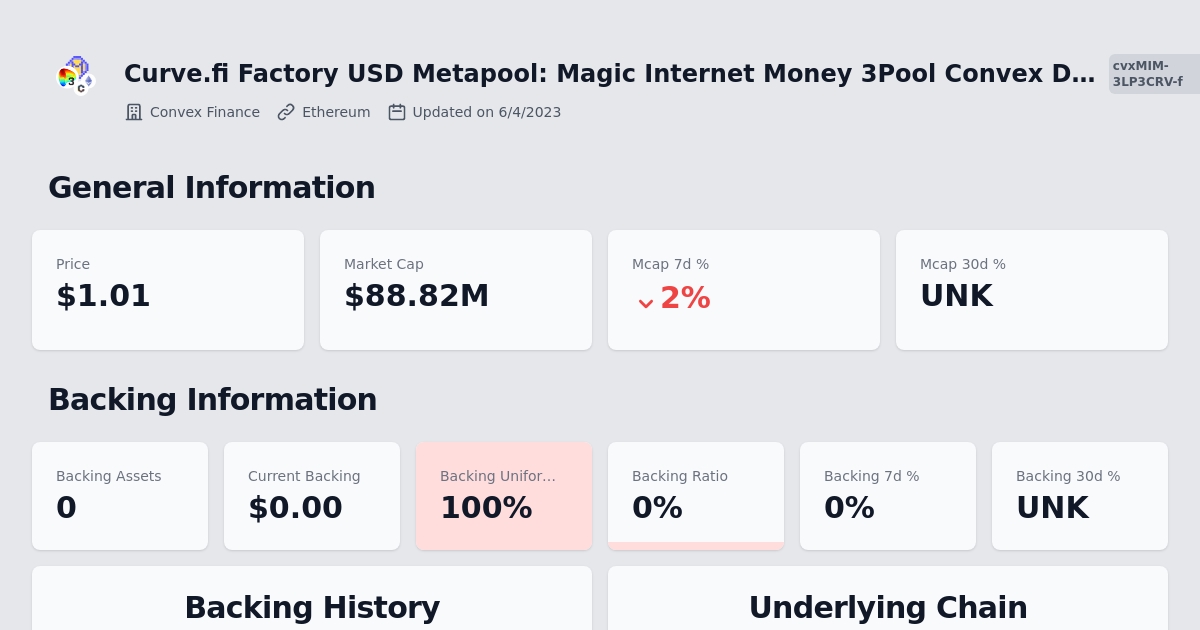 Curve.fi Factory USD Metapool: Magic Internet Money 3Pool Convex D...
cvxMIM-
3LP3CRV-f
Convex Finance
Ethereum
Updated on 6/4/2023
General Information
Price
$1.01
Market Cap
$88.82M
Mcap 7d %
2%
Mcap 30d %
UNK
Backing Information
Backing Assets
0
Current Backing
$0.00
Backing Unifor...
100%
Backing Ratio
0%
Backing 7d %
0%
Backing 30d %
UNK
Backing History
Underlying Chain